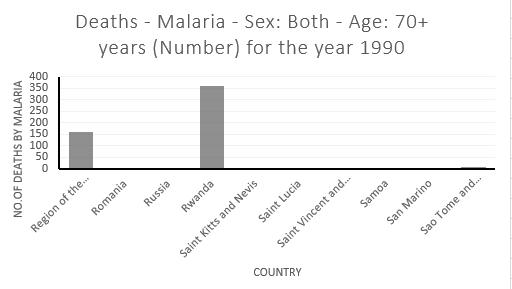 Deaths - Malaria - Sex: Both - Age: 70+
years (Number) for the year 1990
NO.OF DEATHS BY MALARIA
400
350
300
250
200
150
100
50
0
Region of the...
Romania
Russia
Rwanda
Saint Kitts and Nevis
Saint Lucia
Saint Vincent and...
Samoa
San Marino
Sao Tome and...
COUNTRY